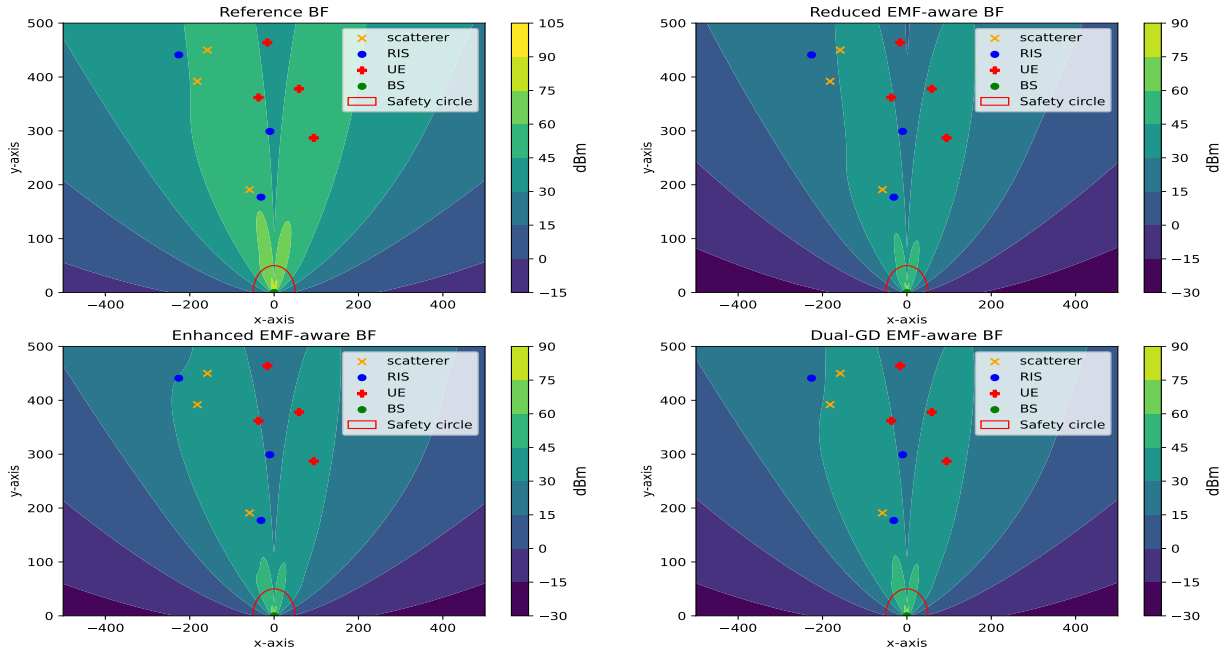 Reference BF
500
400
300
200
100
0
y-axis
−400
−200
0
200
400
x-axis
scatterer
RIS
UE
BS
Safety circle
105
90
75
60
45
30
15
0
−15
dBm
Reduced EMF-aware BF
500
400
300
200
100
0
y-axis
−400
−200
0
200
400
x-axis
scatterer
RIS
UE
BS
Safety circle
90
75
60
45
30
15
0
−15
−30
dBm
Enhanced EMF-aware BF
500
400
300
200
100
0
y-axis
−400
−200
0
200
400
x-axis
scatterer
RIS
UE
BS
Safety circle
90
75
60
45
30
15
0
−15
−30
dBm
Dual-GD EMF-aware BF
500
400
300
200
100
0
y-axis
−400
−200
0
200
400
x-axis
scatterer
RIS
UE
BS
Safety circle
90
75
60
45
30
15
0
−15
−30
dBm